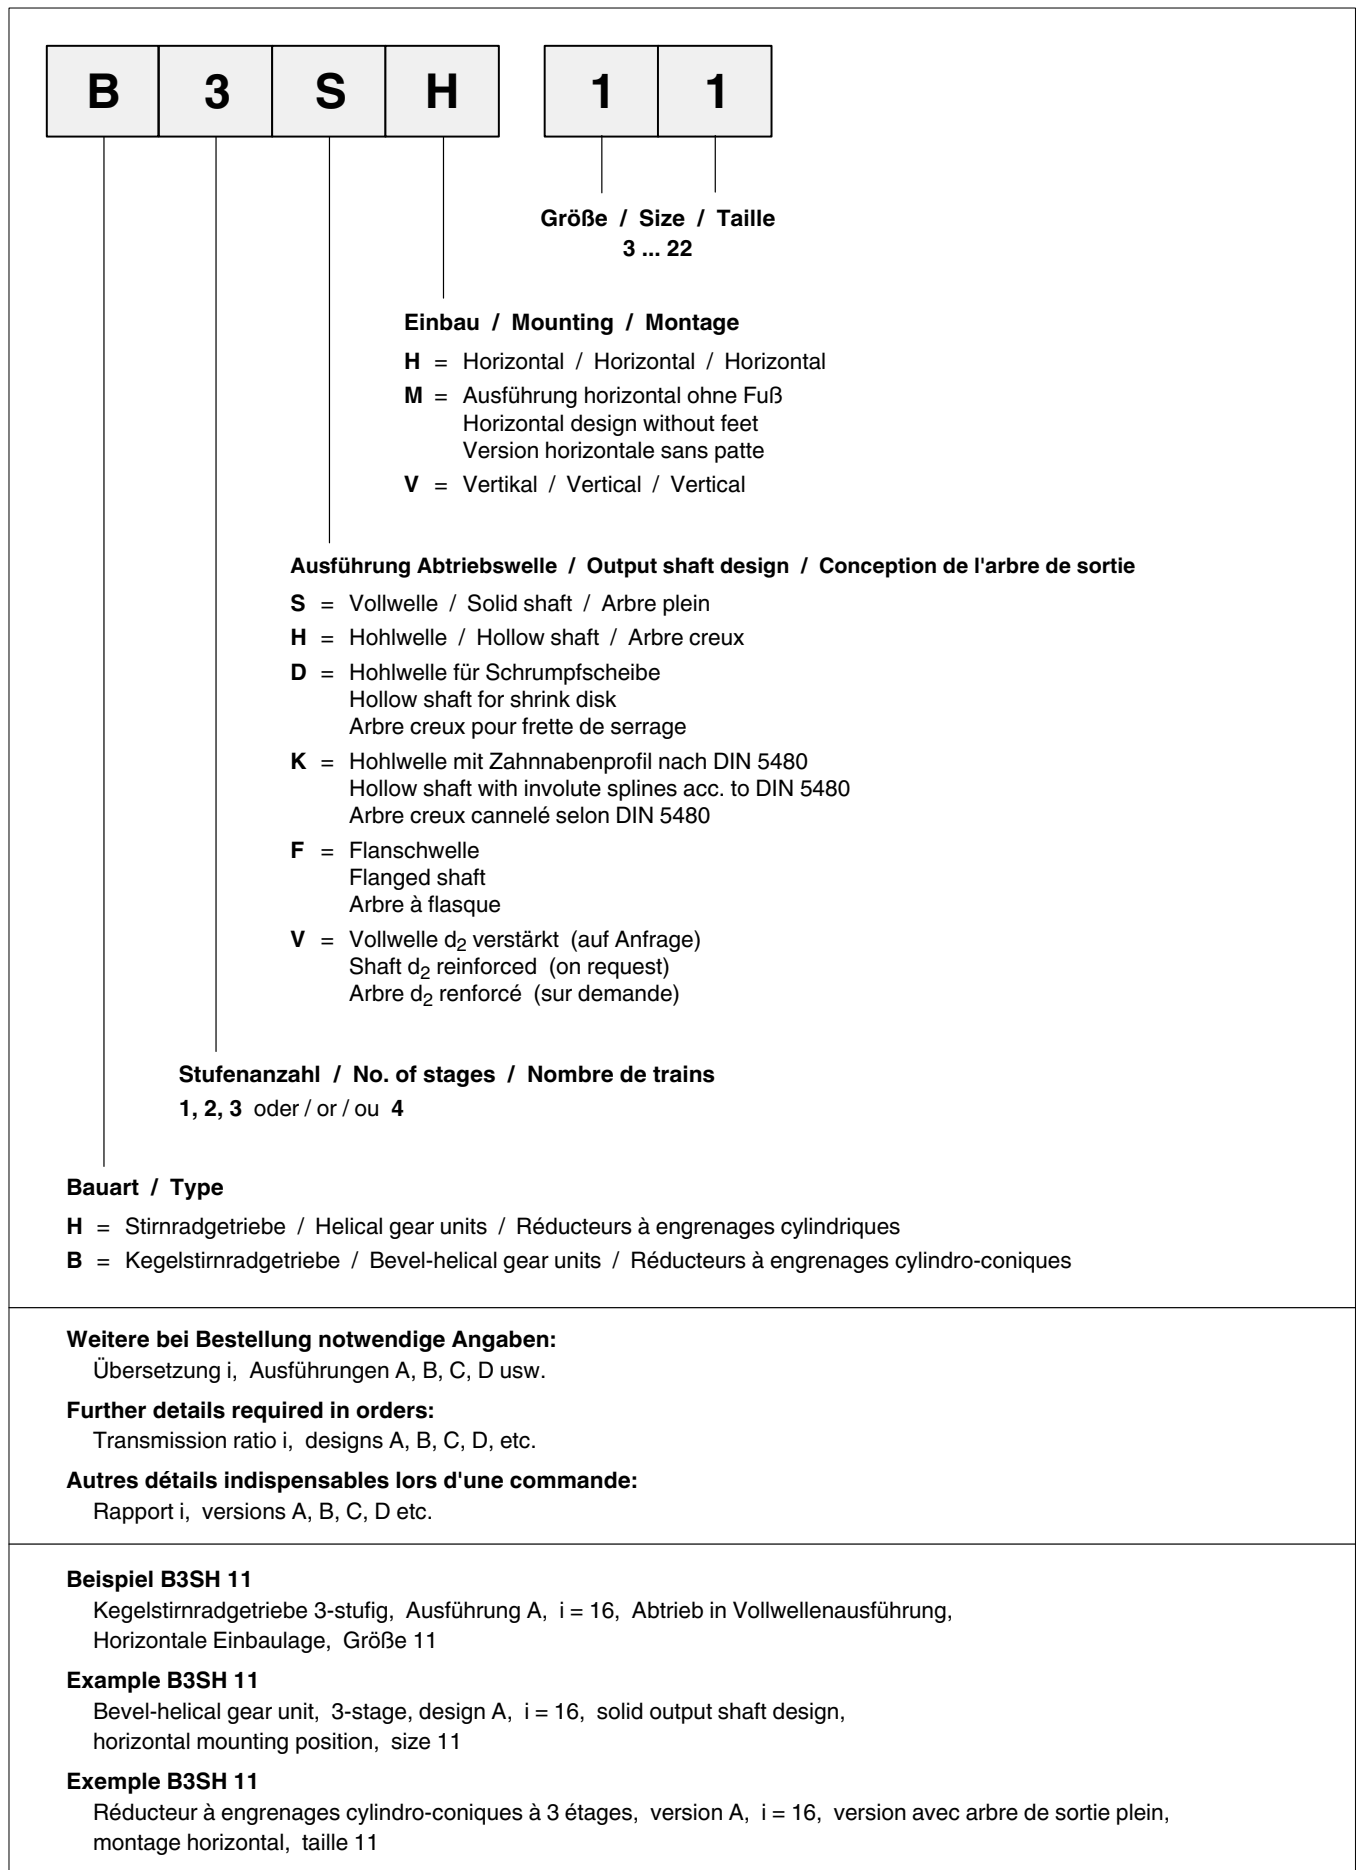 B 3 S H 1 1
Größe / Size / Taille
3 ... 22
Einbau / Mounting / Montage
H = Horizontal / Horizontal / Horizontal
M = Ausführung horizontal ohne Fuß
Horizontal design without feet
Version horizontale sans patte
V = Vertikal / Vertical / Vertical
Ausführung Abtriebswelle / Output shaft design / Conception de l'arbre de sortie
S = Vollwelle / Solid shaft / Arbre plein
H = Hohlwelle / Hollow shaft / Arbre creux
D = Hohlwelle für Schrumpfscheibe
Hollow shaft for shrink disk
Arbre creux pour frette de serrage
K = Hohlwelle mit Zahnnabenprofil nach DIN 5480
Hollow shaft with involute splines acc. to DIN 5480
Arbre creux cannelé selon DIN 5480
F = Flanschwelle
Flanged shaft
Arbre à flasque
V = Vollwelle d2 verstärkt (auf Anfrage)
Shaft d2 reinforced (on request)
Arbre d2 renforcé (sur demande)
Stufenanzahl / No. of stages / Nombre de trains
1, 2, 3 oder / or / ou 4
Bauart / Type
H = Stirnradgetriebe / Helical gear units / Réducteurs à engrenages cylindriques
B = Kegelstirnradgetriebe / Bevel-helical gear units / Réducteurs à engrenages cylindro-coniques
Weitere bei Bestellung notwendige Angaben:
Übersetzung i, Ausführungen A, B, C, D usw.
Further details required in orders:
Transmission ratio i, designs A, B, C, D, etc.
Autres détails indispensables lors d'une commande:
Rapport i, versions A, B, C, D etc.
Beispiel B3SH 11
Kegelstirnradgetriebe 3-stufig, Ausführung A, i = 16, Abtrieb in Vollwellenausführung,
Horizontale Einbaulage, Größe 11
Example B3SH 11
Bevel-helical gear unit, 3-stage, design A, i = 16, solid output shaft design,
horizontal mounting position, size 11
Exemple B3SH 11
Réducteur à engrenages cylindro-coniques à 3 étages, version A, i = 16, version avec arbre de sortie plein,
montage horizontal, taille 11